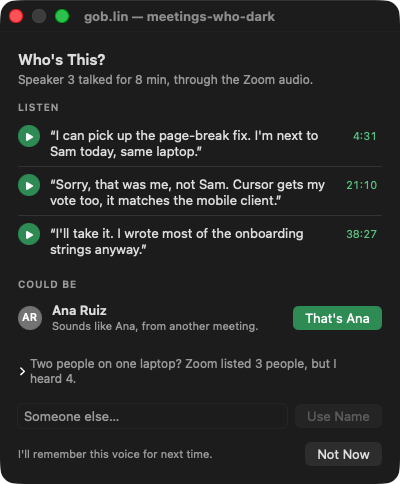 gob.lin — meetings-who-dark
Who's This?
Speaker 3 talked for 8 min, through the Zoom audio.
LISTEN
“I can pick up the page-break fix. I'm next to
Sam today, same laptop.”
4:31
“Sorry, that was me, not Sam. Cursor gets my
vote too, it matches the mobile client.”
21:10
“I'll take it. I wrote most of the onboarding
strings anyway.”
38:27
COULD BE
AR
Ana Ruiz
Sounds like Ana, from another meeting.
That's Ana
Two people on one laptop? Zoom listed 3 people, but I
heard 4.
Someone else...
Use Name
I'll remember this voice for next time.
Not Now